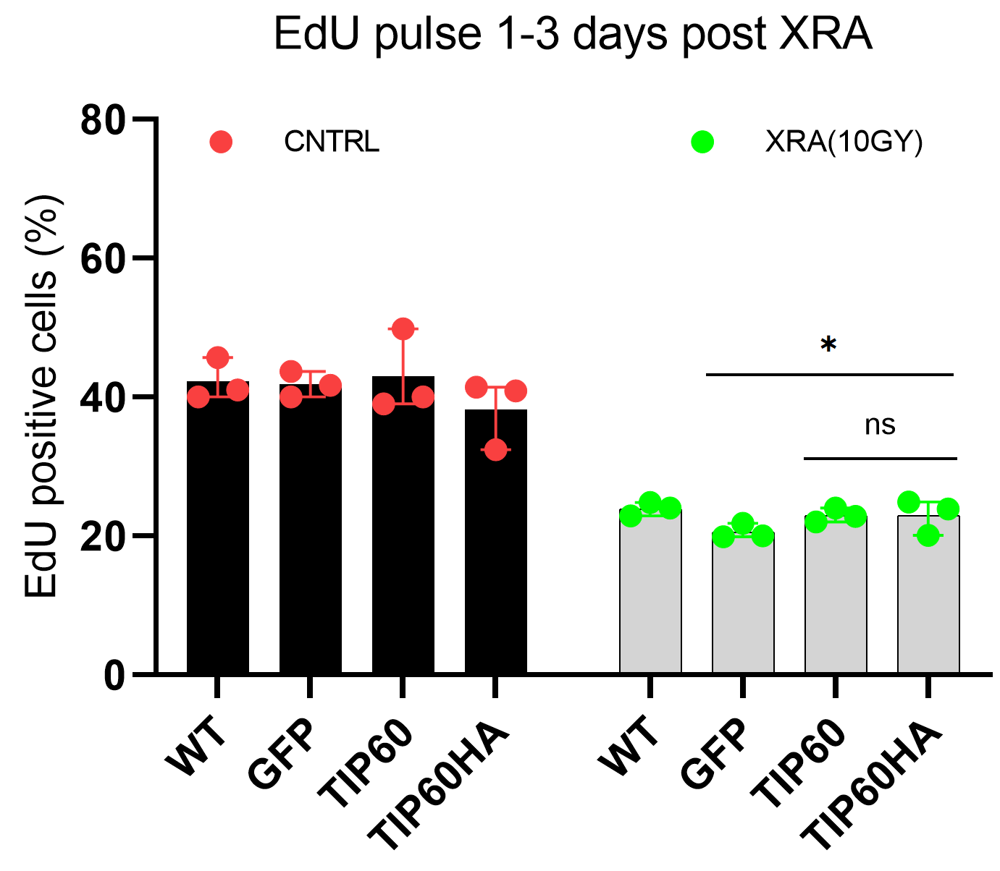 EdU pulse 1-3 days post XRA
CNTRL
XRA(10GY)
EdU positive cells (%)
80
60
40
20
0
*
ns
WT
GFP
TIP60
TIP60HA
WT
GFP
TIP60
TIP60HA